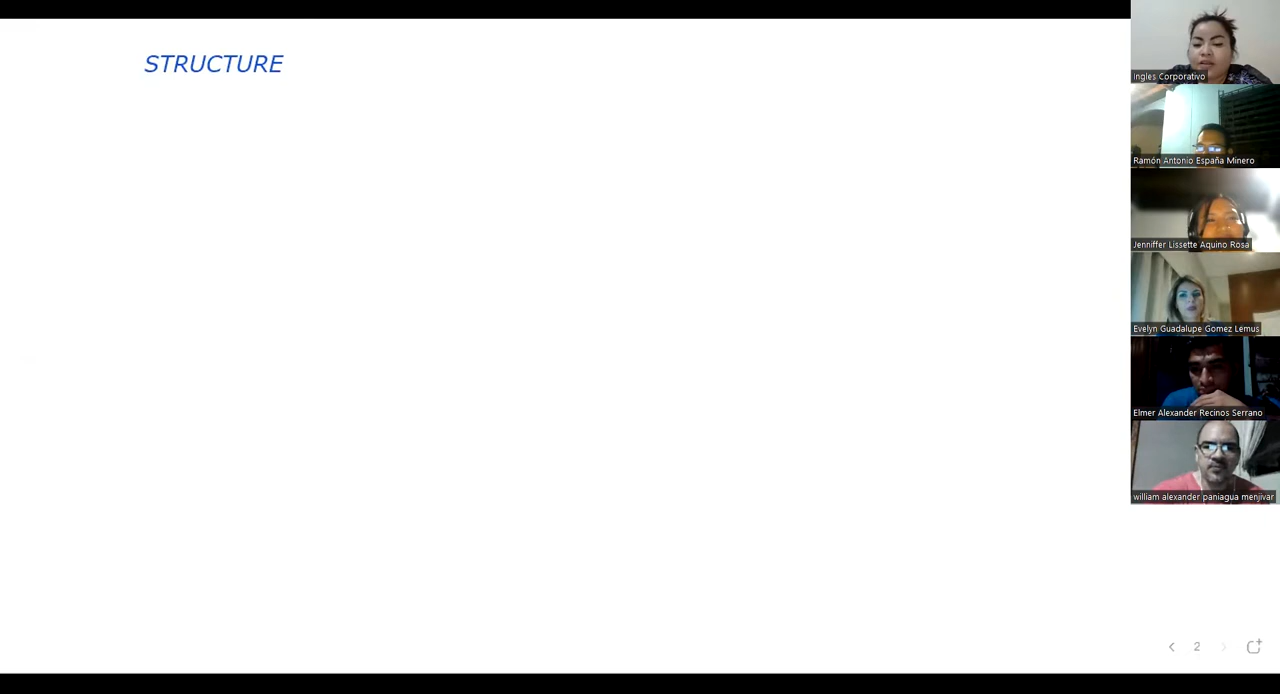 STRUCTURE
Ingles Corporativo
Ramón Antonio España Minero
Jenniffer Lissette Aquino Rosa
Evelyn Guadalupe Gomez Lemus
Elmer Alexander Recinos Serrano
william alexander paniagua menjivar
2